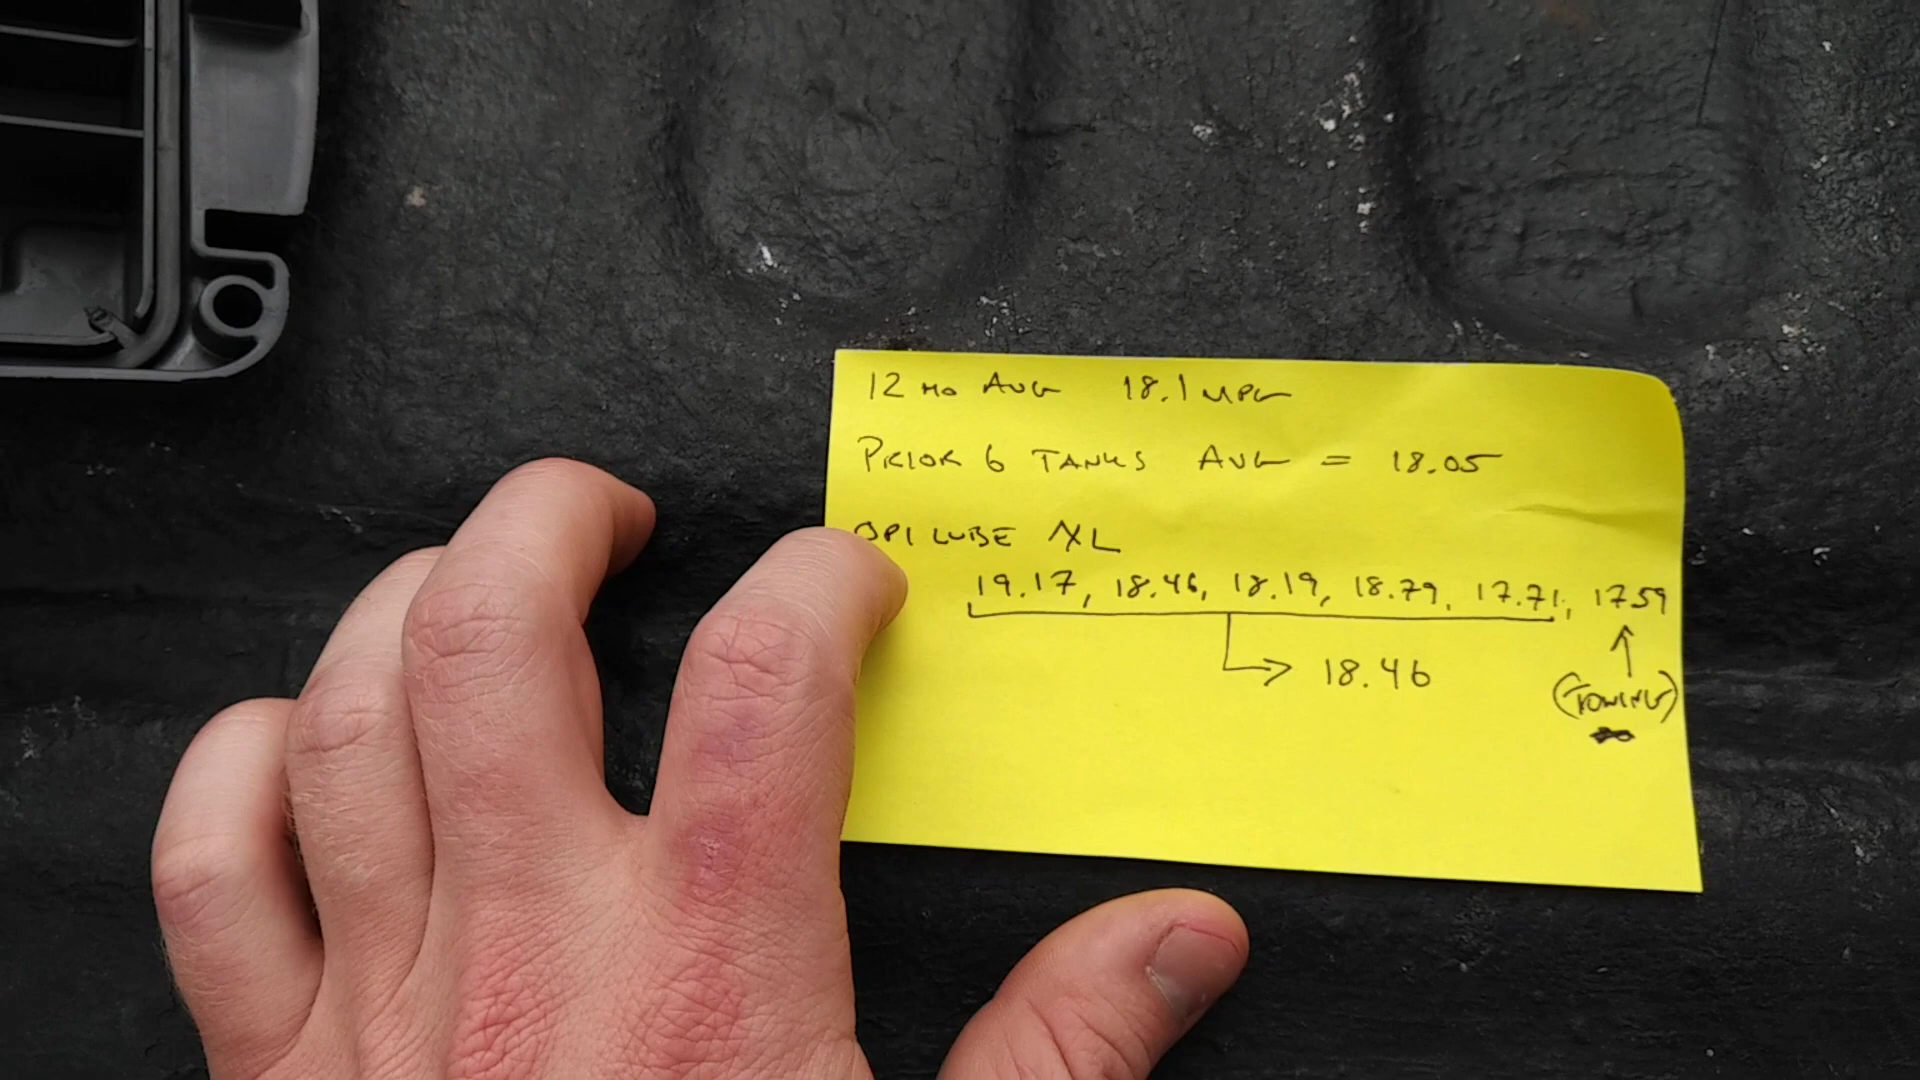 12 MO AVG 18.1 MPG
PRIOR 6 TANKS AVG = 18.05
OPI LUBE XL
19.17, 18.46, 18.19, 18.79, 17.71, 17.59
18.46
(TOWING)